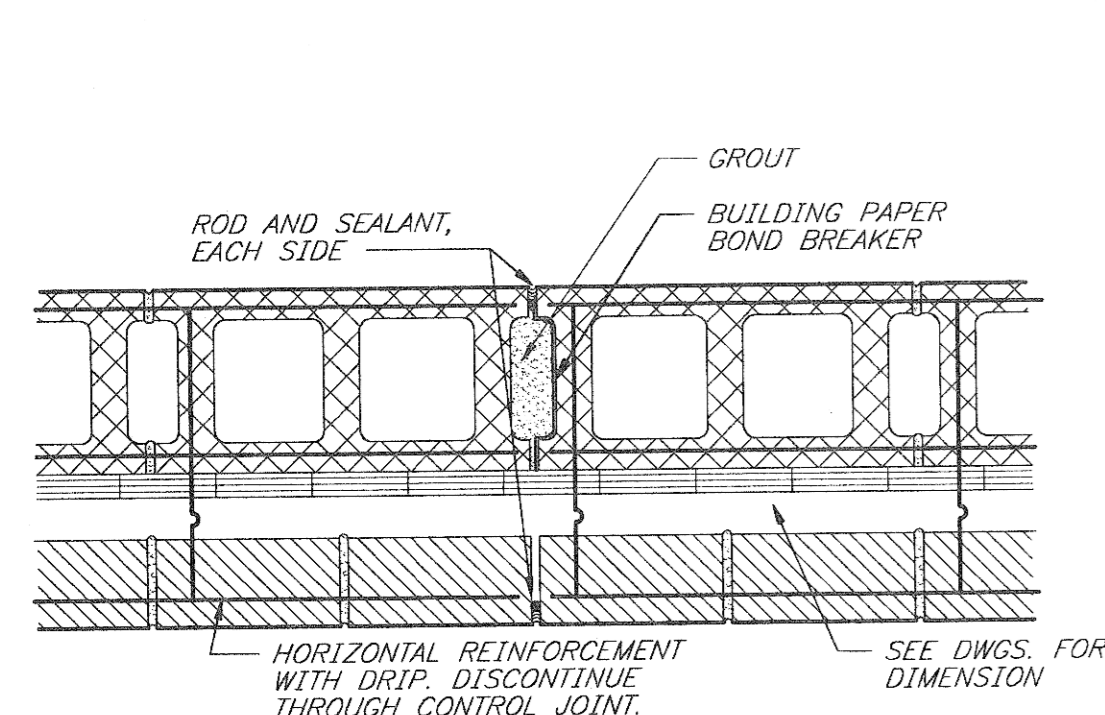 GROUT
BUILDING PAPER
BOND BREAKER
ROD AND SEALANT,
EACH SIDE
HORIZONTAL REINFORCEMENT
WITH DRIP. DISCONTINUE
THROUGH CONTROL JOINT.
SEE DWGS. FOR
DIMENSION